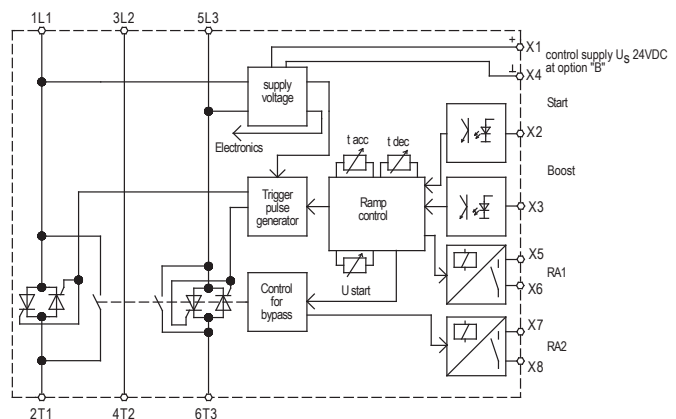 1L1
3L2
5L3
+
X1
control supply US 24VDC
at option "B"
⊥
X4
supply
voltage
Start
X2
Electronics
t acc
t dec
Boost
Trigger
pulse
generator
Ramp
control
X3
U start
X5
RA1
X6
Control
for
bypass
X7
RA2
X8
2T1
4T2
6T3